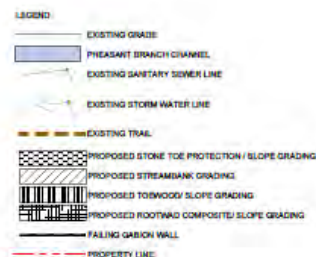 LEGEND
EXISTING GRADE
PHEASANT BRANCH CHANNEL
EXISTING SANITARY SEWER LINE
EXISTING STORM WATER LINE
EXISTING TRAIL
PROPOSED STONE TOE PROTECTION / SLOPE GRADING
PROPOSED STREAMBANK GRADING
PROPOSED TOEWOOD/ SLOPE GRADING
PROPOSED ROOTWAD COMPOSITE/ SLOPE GRADING
FAILING GABION WALL
PROPERTY LINE